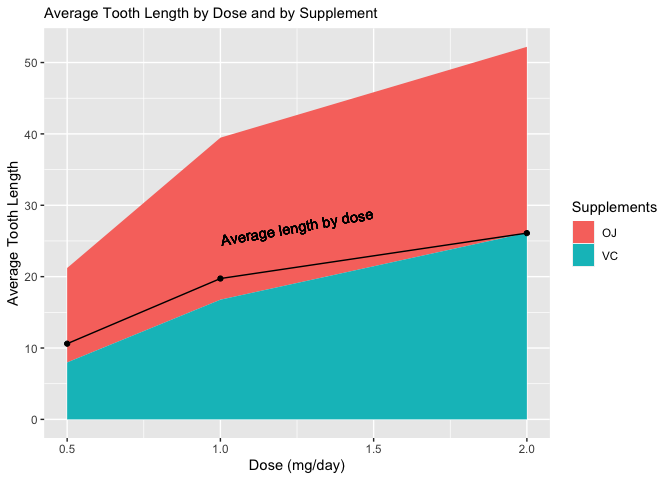 Average Tooth Length by Dose and by Supplement
Average Tooth Length
50
40
30
20
10
0
Average length by dose
0.5
1.0
1.5
2.0
Dose (mg/day)
Supplements
OJ
VC